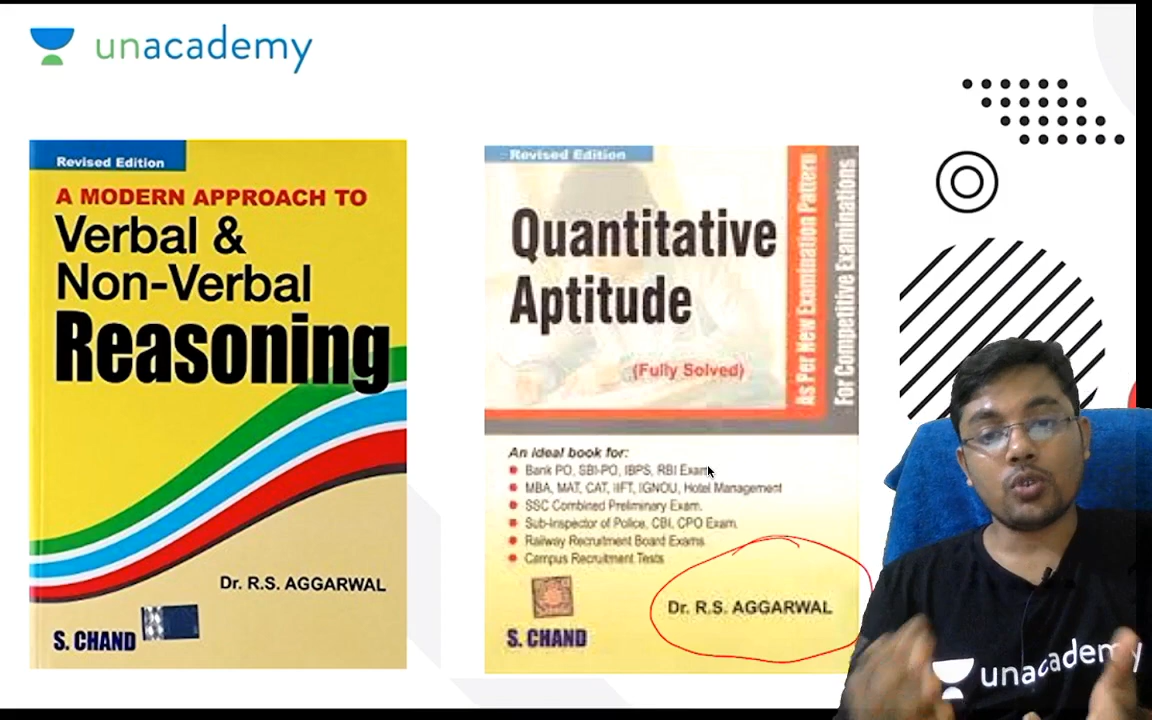 unacademy
Revised Edition
A MODERN APPROACH TO
Verbal &
Non-Verbal
Reasoning
Dr. R.S. AGGARWAL
S. CHAND
Revised Edition
Quantitative
Aptitude
(Fully Solved)
As Per New Examination Pattern
For Competitive Examinations
An ideal book for:
Bank PO, SBI-PO, IBPS, RBI Exam
MBA, MAT, CAT, IIFT, IGNOU, Hotel Management
SSC Combined Preliminary Exam.
Sub-Inspector of Police, CBI, CPO Exam.
Railway Recruitment Board Exams
Campus Recruitment Tests
Dr. R.S. AGGARWAL
S. CHAND
unacademy